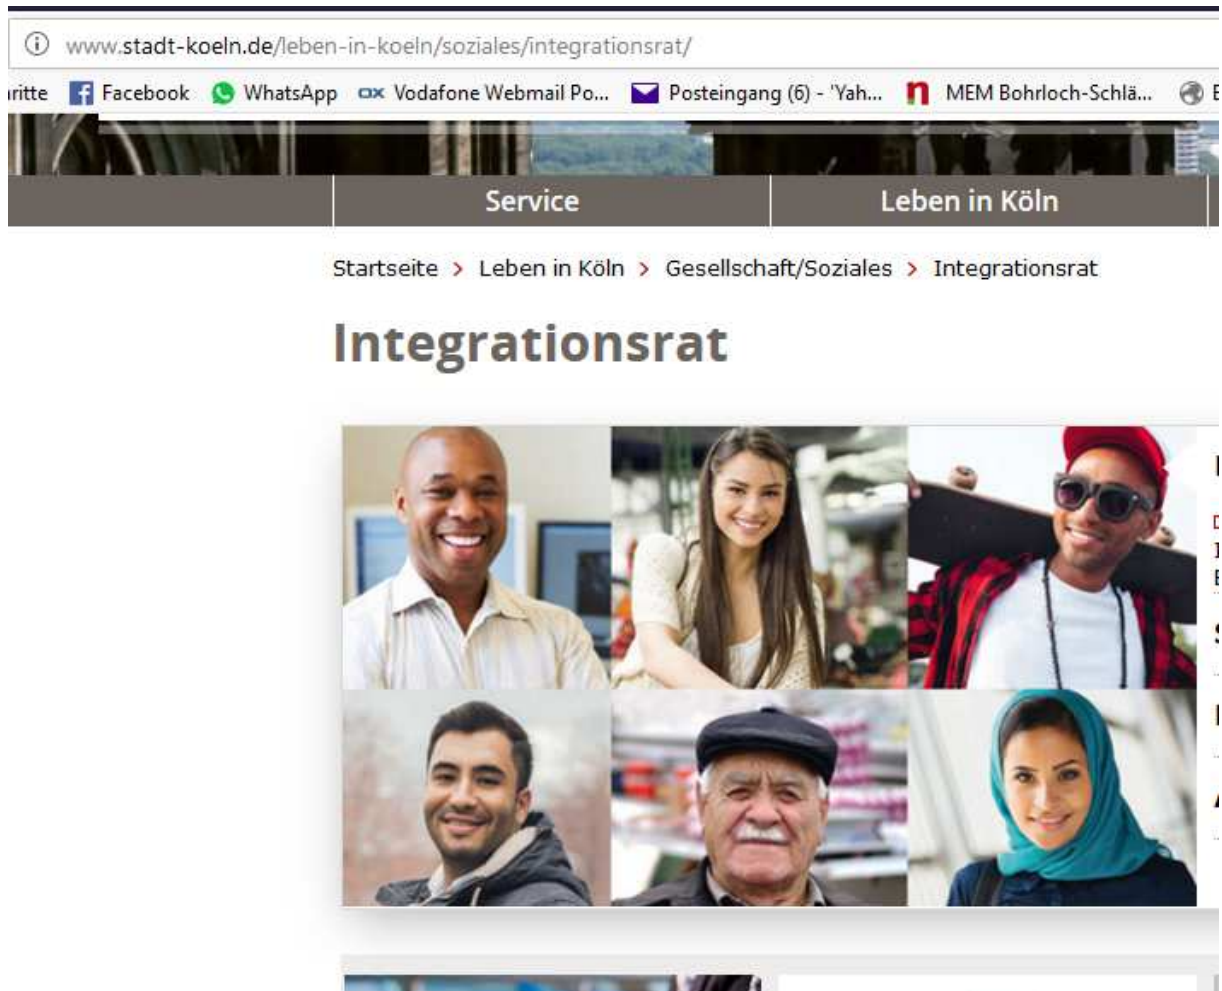 www.stadt-koeln.de/leben-in-koeln/soziales/integrationsrat/
ritte Facebook WhatsApp Vodafone Webmail Po... Posteingang (6) - 'Yah... MEM Bohrloch-Schlä...
Service Leben in Köln
Startseite > Leben in Köln > Gesellschaft/Soziales > Integrationsrat
Integrationsrat